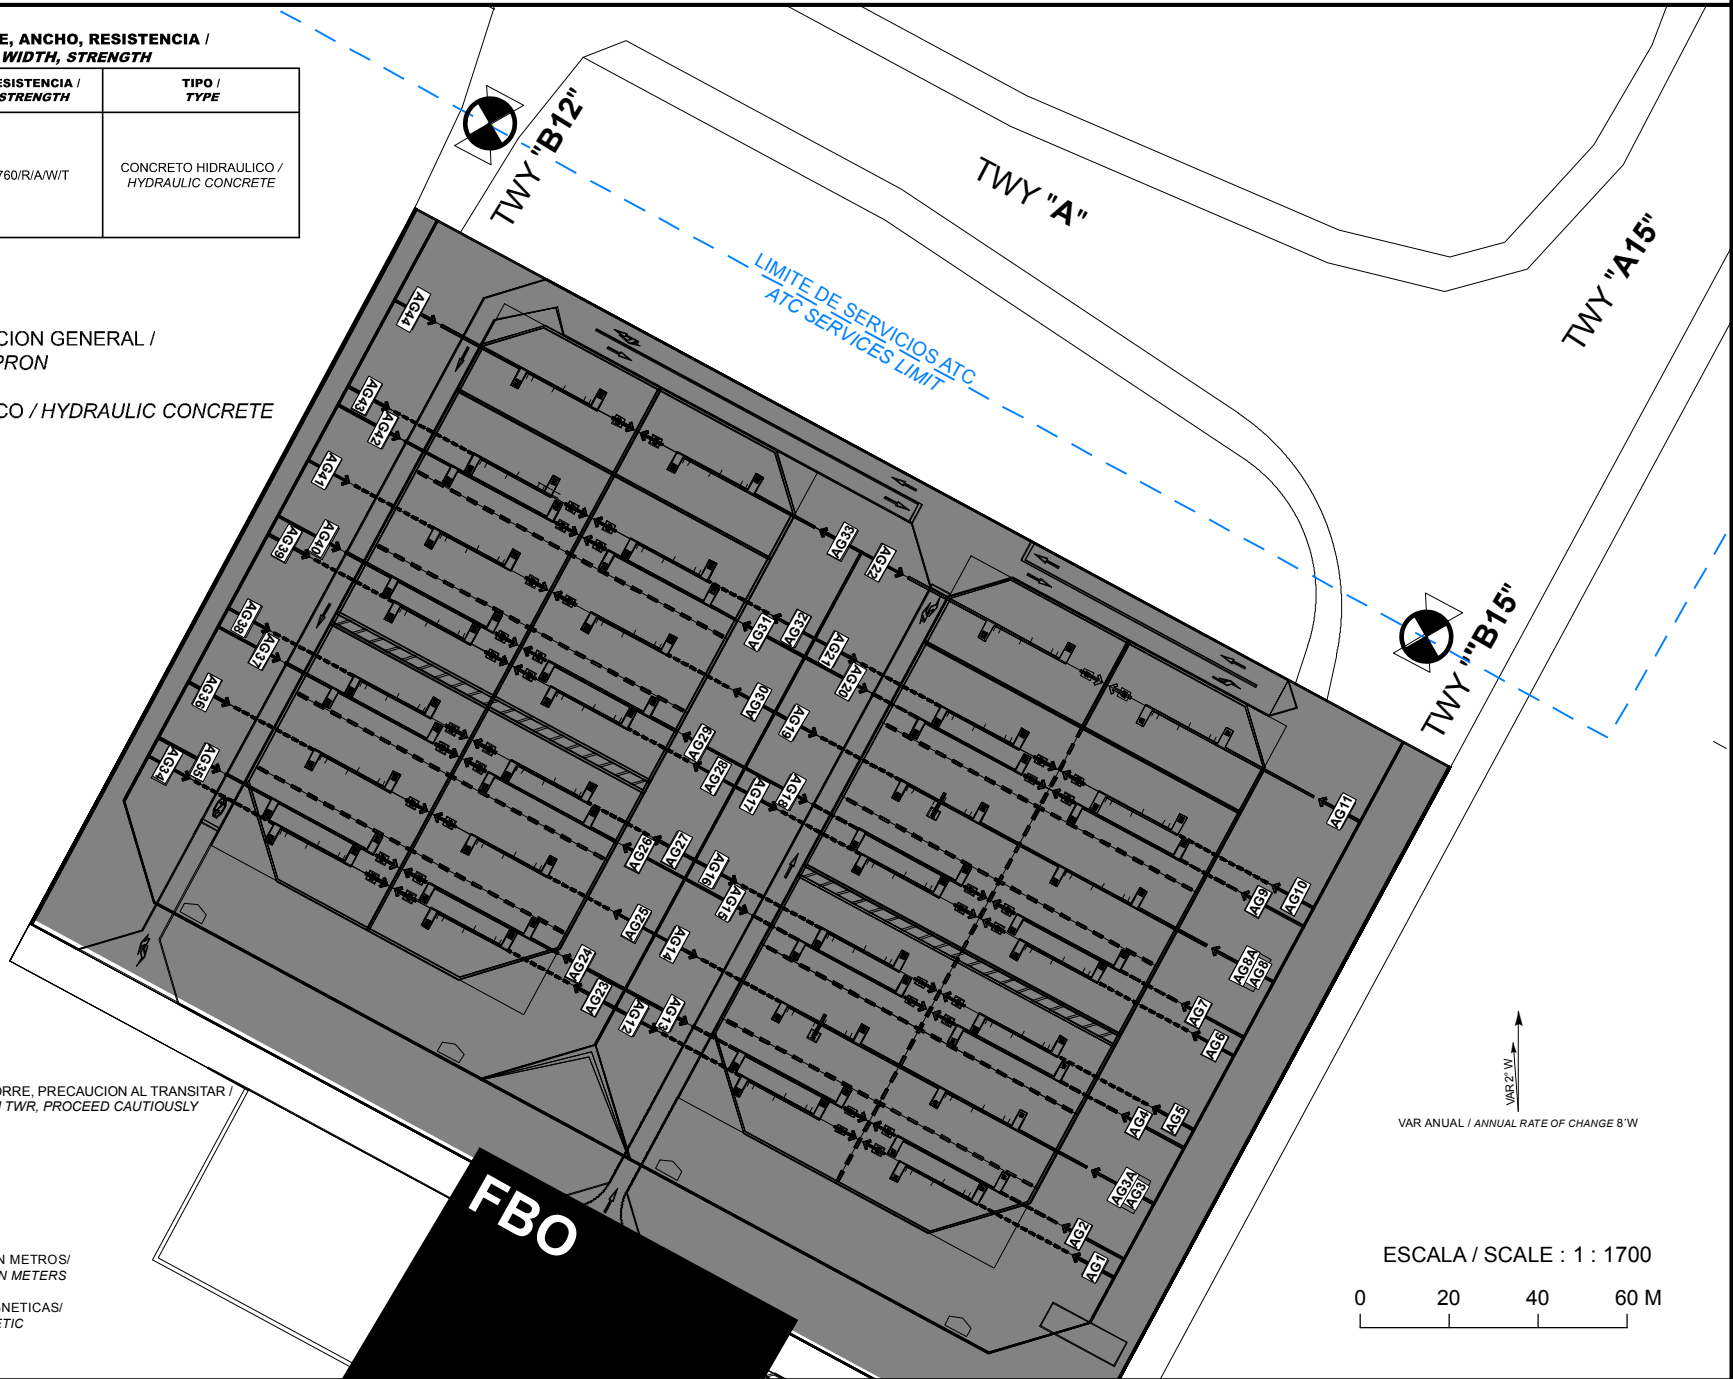 E, ANCHO, RESISTENCIA /
WIDTH, STRENGTH
ESISTENCIA /
STRENGTH
TIPO /
TYPE
760/R/A/W/T
CONCRETO HIDRAULICO /
HYDRAULIC CONCRETE
CION GENERAL /
PRON
CO / HYDRAULIC CONCRETE
TWY "B12"
TWY "A"
TWY "A15"
LIMITE DE SERVICIOS ATC
ATC SERVICES LIMIT
TWY ""B15"
AG44
AG43
AG42
AG41
AG40
AG39
AG38
AG37
AG36
AG35
AG34
AG33
AG22
AG32
AG31
AG21
AG20
AG30
AG19
AG29
AG28
AG18
AG17
AG27
AG26
AG16
AG15
AG25
AG14
AG24
AG23
AG13
AG12
AG11
AG10
AG9
AG8A
AG8
AG7
AG6
AG5
AG4
AG3A
AG3
AG2
AG1
FBO
ORRE, PRECAUCION AL TRANSITAR /
TWR, PROCEED CAUTIOUSLY
N METROS/
N METERS
GNETICAS/
ETIC
VAR 2° W
VAR ANUAL / ANNUAL RATE OF CHANGE 8'W
ESCALA / SCALE : 1 : 1700
0 20 40 60 M